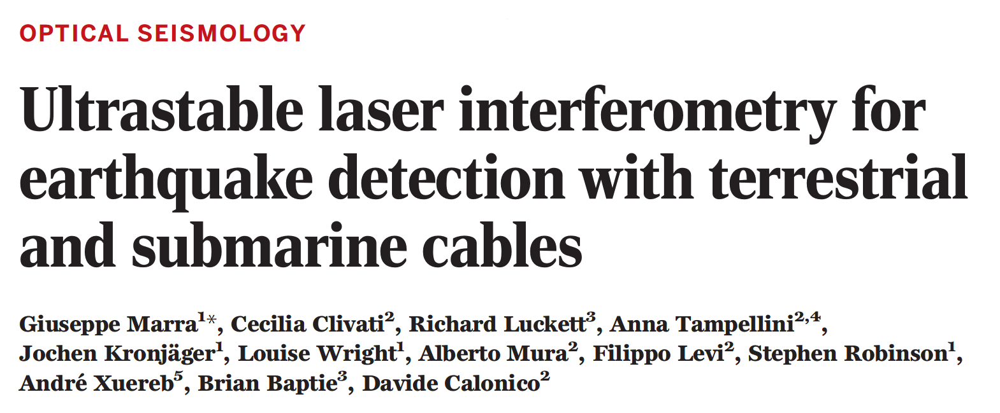 OPTICAL SEISMOLOGY
Ultrastable laser interferometry for
earthquake detection with terrestrial
and submarine cables
Giuseppe Marra¹*, Cecilia Clivati², Richard Luckett³, Anna Tampellini²,⁴,
Jochen Kronjäger¹, Louise Wright¹, Alberto Mura², Filippo Levi², Stephen Robinson¹,
André Xuereb⁵, Brian Baptie³, Davide Calonico²